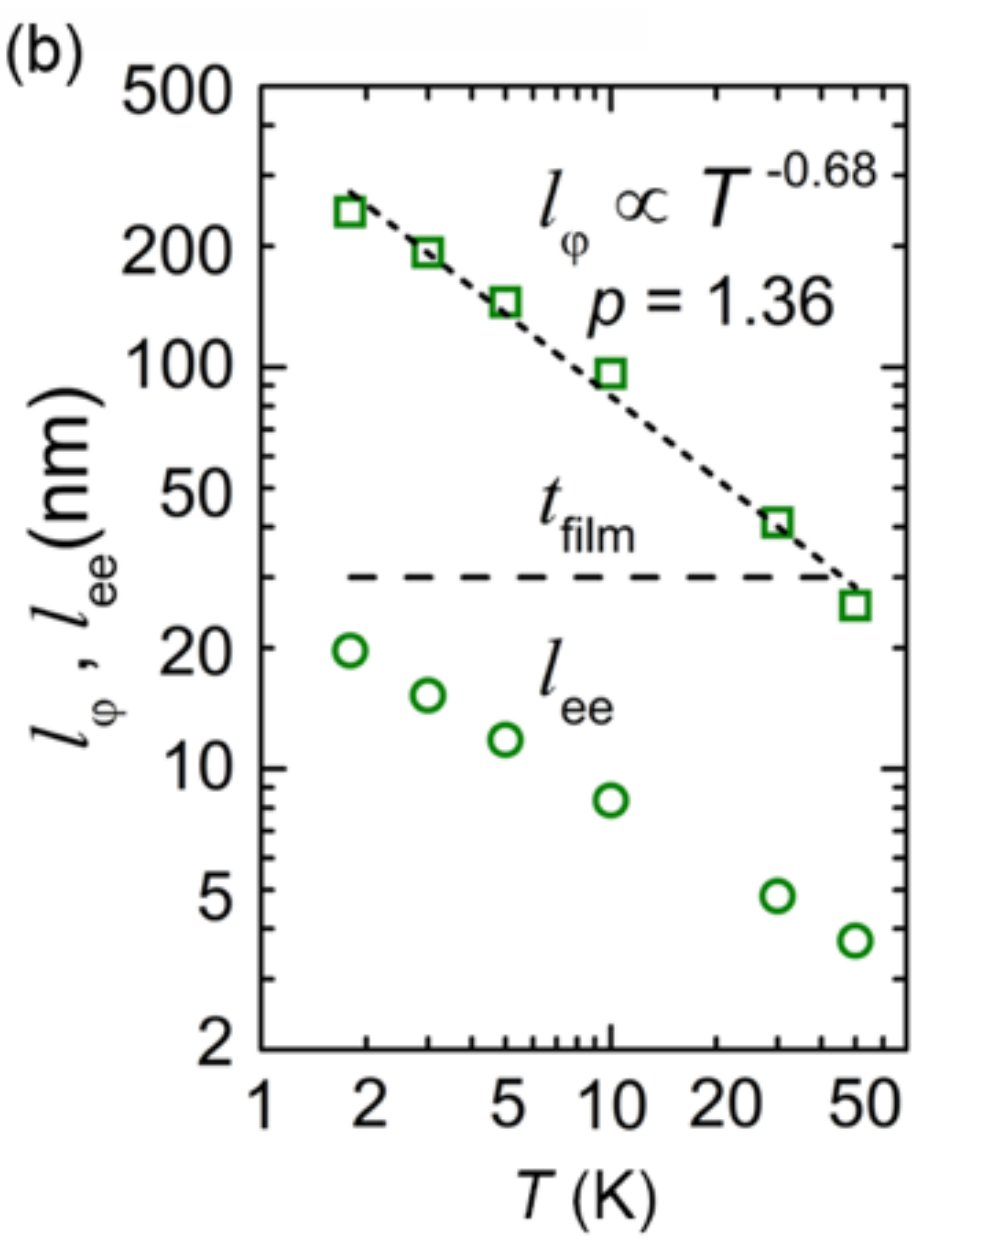 (b)
500
200
100
50
20
10
5
2
l_φ , l_ee (nm)
l_φ ∝ T^-0.68
p = 1.36
t_film
l_ee
1 2 5 10 20 50
T (K)